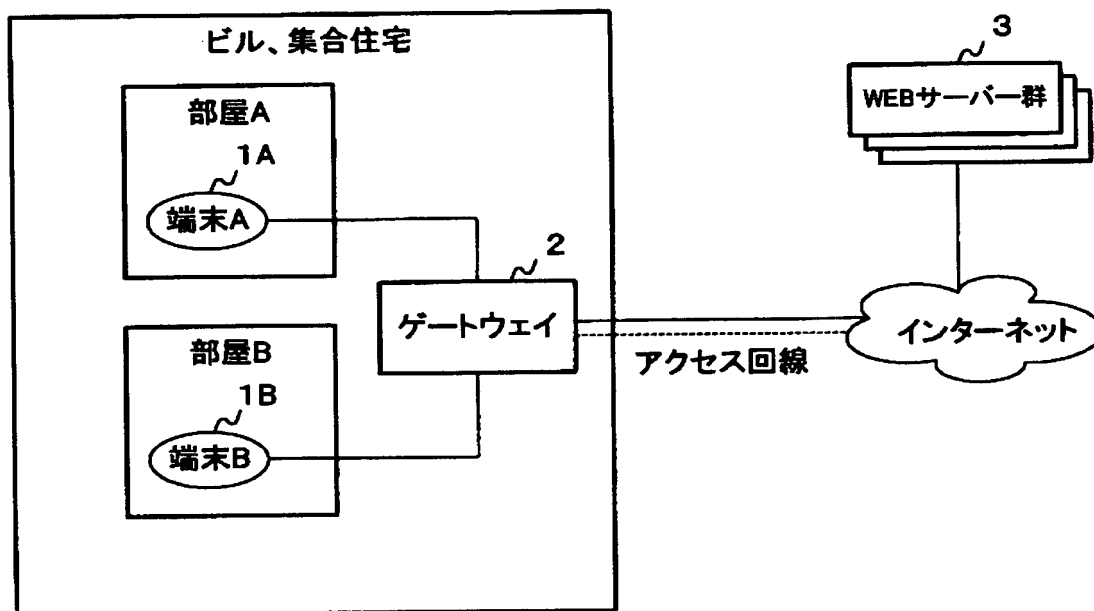 ビル、集合住宅
部屋A
1A
端末A
部屋B
1B
端末B
2
ゲートウェイ
アクセス回線
3
WEBサーバー群
インターネット